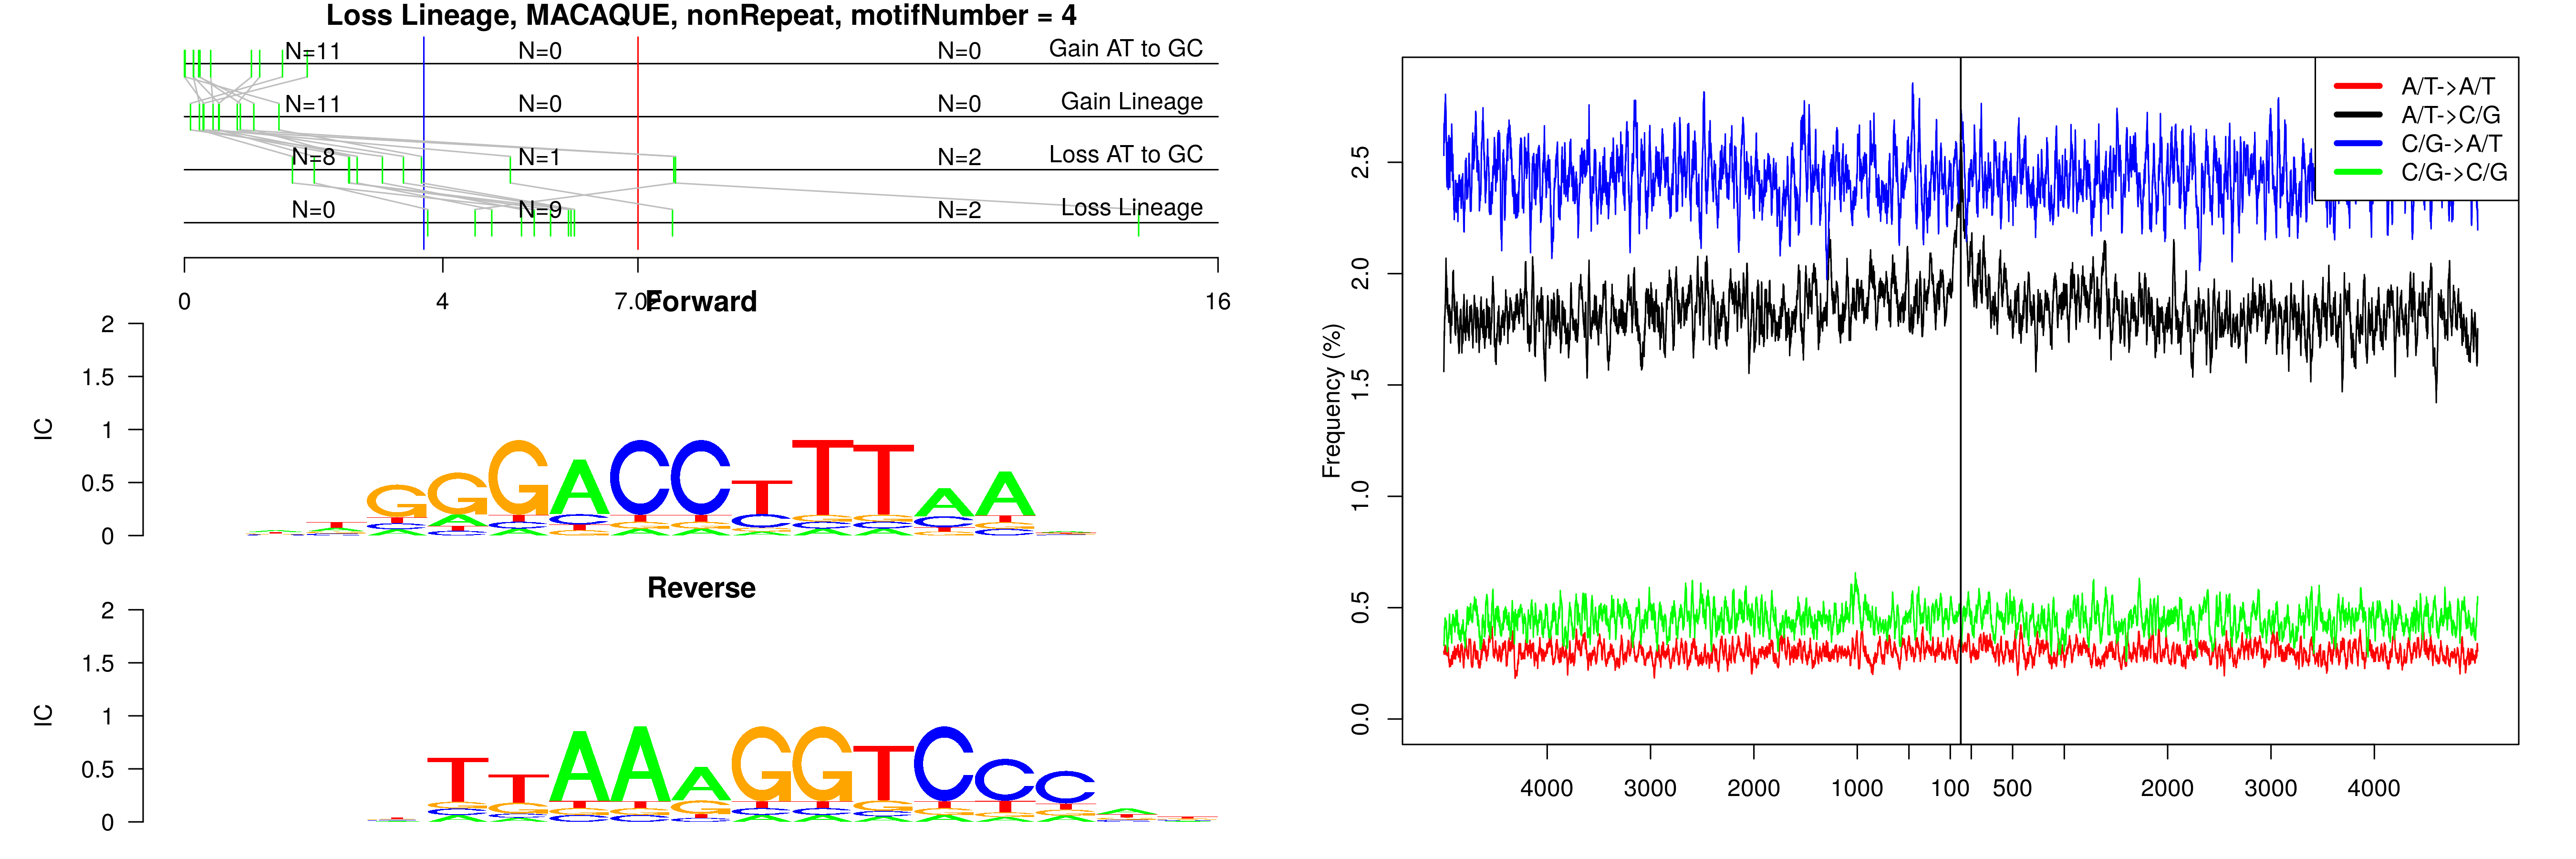 Loss Lineage, MACAQUE, nonRepeat, motifNumber = 4
N=11 N=0 N=0 Gain AT to GC
N=11 N=0 N=0 Gain Lineage
N=8 N=1 N=2 Loss AT to GC
N=0 N=9 N=2 Loss Lineage
0 4 7.02 16
Forward
2
1.5
1
0.5
0
IC
GGGACCTTTAA
Reverse
2
1.5
1
0.5
0
IC
TTAAAGGTCCC
A/T->A/T
A/T->C/G
C/G->A/T
C/G->C/G
Frequency (%)
2.5
2.0
1.5
1.0
0.5
0.0
4000 3000 2000 1000 100 500 2000 3000 4000